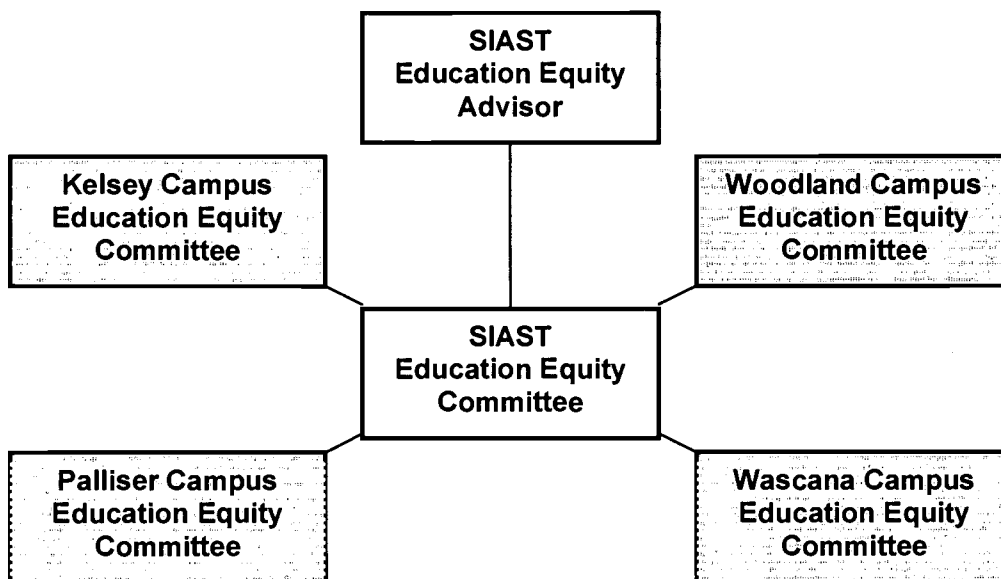 SIAST
Education Equity
Advisor
Kelsey Campus
Education Equity
Committee
Woodland Campus
Education Equity
Committee
SIAST
Education Equity
Committee
Palliser Campus
Education Equity
Committee
Wascana Campus
Education Equity
Committee